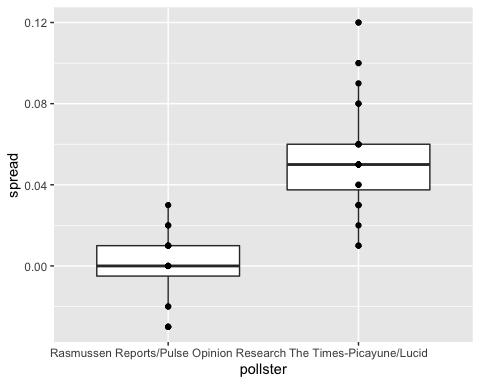 0.12
0.08
0.04
0.00
spread
Rasmussen Reports/Pulse Opinion Research The Times-Picayune/Lucid
pollster